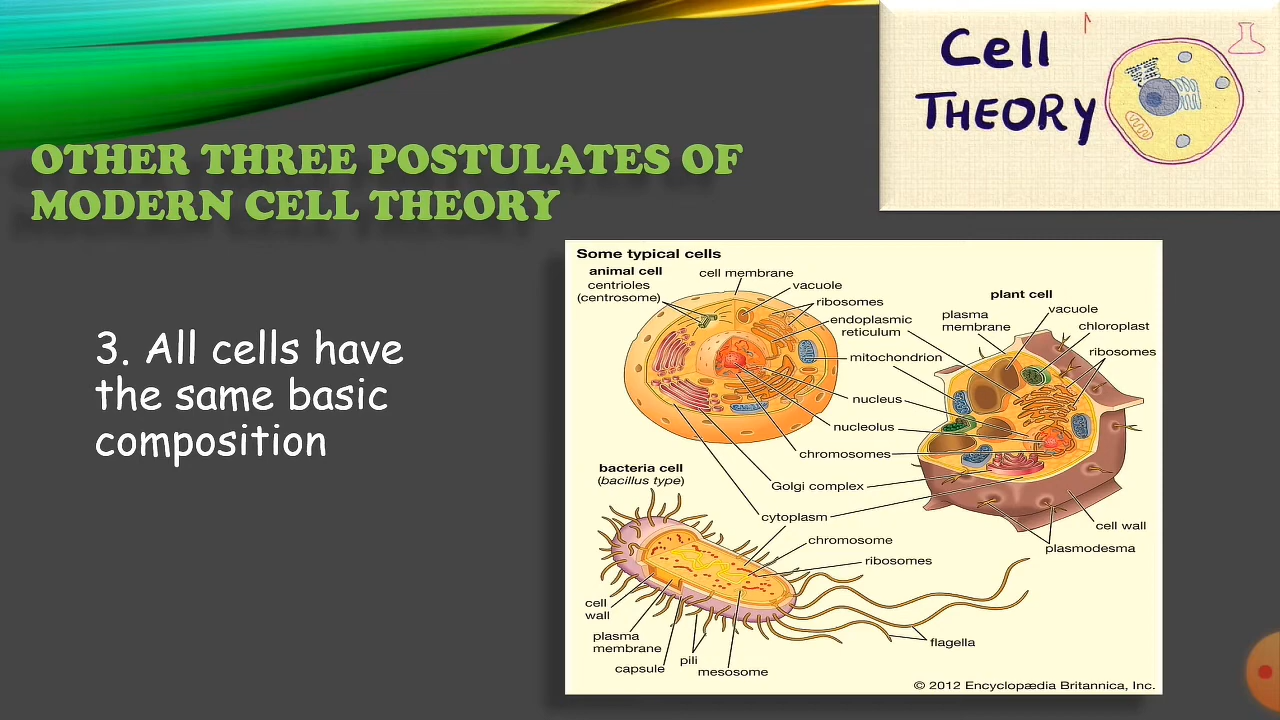 Cell
THEORY
OTHER THREE POSTULATES OF
MODERN CELL THEORY
3. All cells have
the same basic
composition
Some typical cells
animal cell
centrioles
(centrosome)
cell membrane
vacuole
ribosomes
endoplasmic
reticulum
mitochondrion
nucleus
nucleolus
chromosomes
Golgi complex
cytoplasm
plant cell
plasma
membrane
vacuole
chloroplast
ribosomes
cell wall
plasmodesma
bacteria cell
(bacillus type)
chromosome
ribosomes
cell
wall
plasma
membrane
capsule
pili
mesosome
flagella
© 2012 Encyclopædia Britannica, Inc.